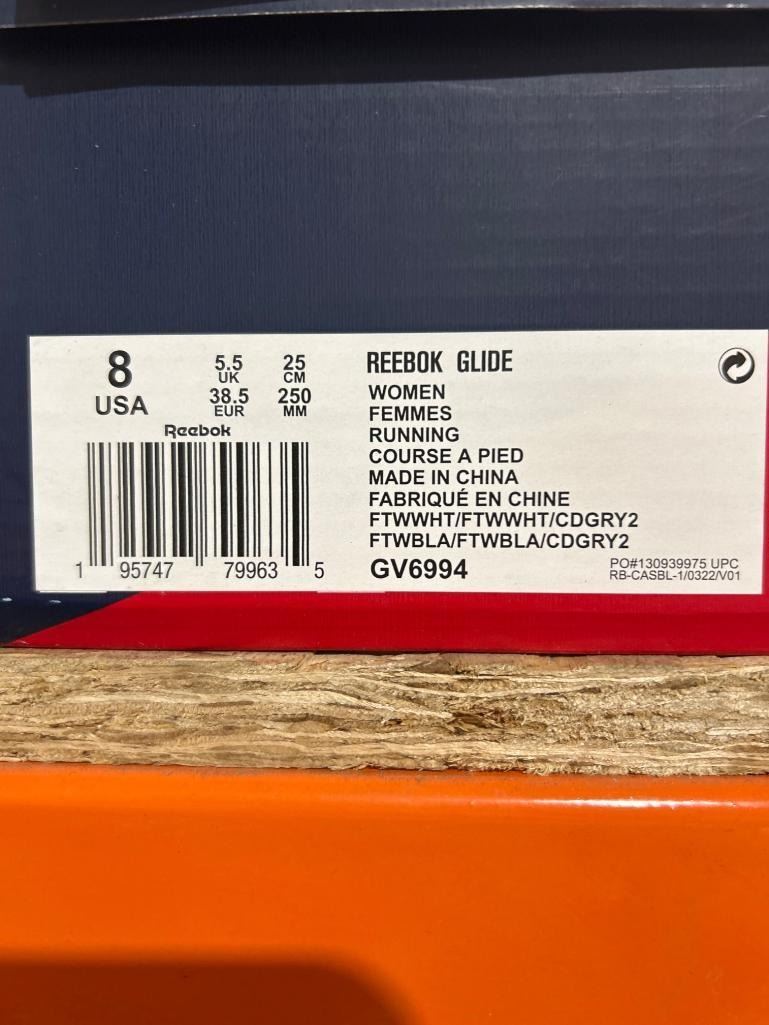 8
USA
5.5
UK
38.5
EUR
25
CM
250
MM
Reebok
1 95747 79963 5
REEBOK GLIDE
WOMEN
FEMMES
RUNNING
COURSE A PIED
MADE IN CHINA
FABRIQUÉ EN CHINE
FTWWHT/FTWWHT/CDGRY2
FTWBLA/FTWBLA/CDGRY2
GV6994
PO#130939975 UPC
RB-CASBL-1/0322/V01